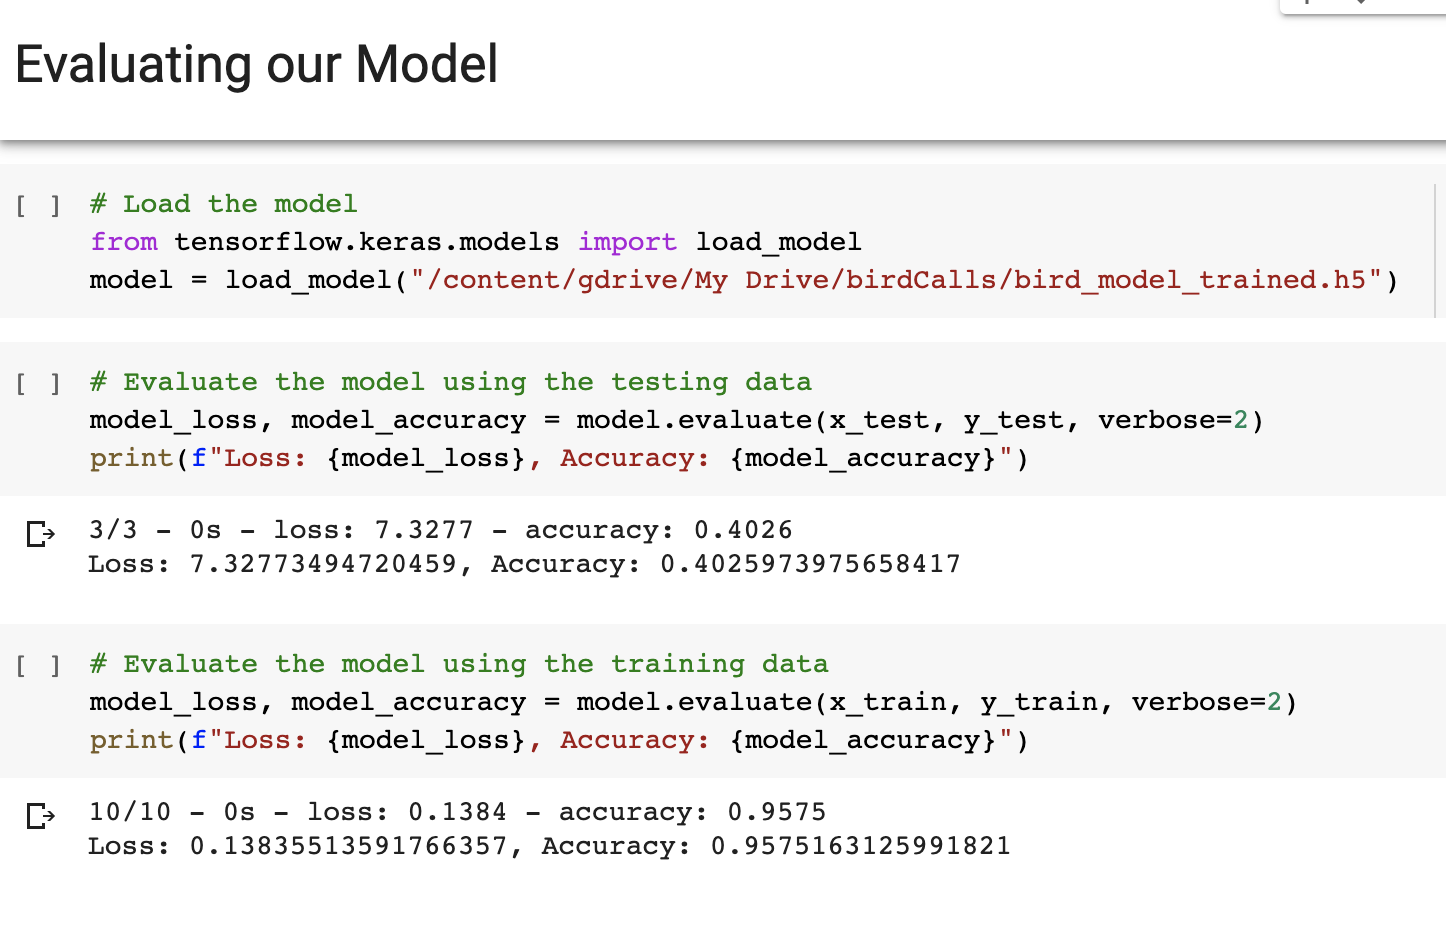 Evaluating our Model
[ ] # Load the model
from tensorflow.keras.models import load_model
model = load_model("/content/gdrive/My Drive/birdCalls/bird_model_trained.h5")
[ ] # Evaluate the model using the testing data
model_loss, model_accuracy = model.evaluate(x_test, y_test, verbose=2)
print(f"Loss: {model_loss}, Accuracy: {model_accuracy}")
3/3 - 0s - loss: 7.3277 - accuracy: 0.4026
Loss: 7.32773494720459, Accuracy: 0.4025973975658417
[ ] # Evaluate the model using the training data
model_loss, model_accuracy = model.evaluate(x_train, y_train, verbose=2)
print(f"Loss: {model_loss}, Accuracy: {model_accuracy}")
10/10 - 0s - loss: 0.1384 - accuracy: 0.9575
Loss: 0.13835513591766357, Accuracy: 0.9575163125991821